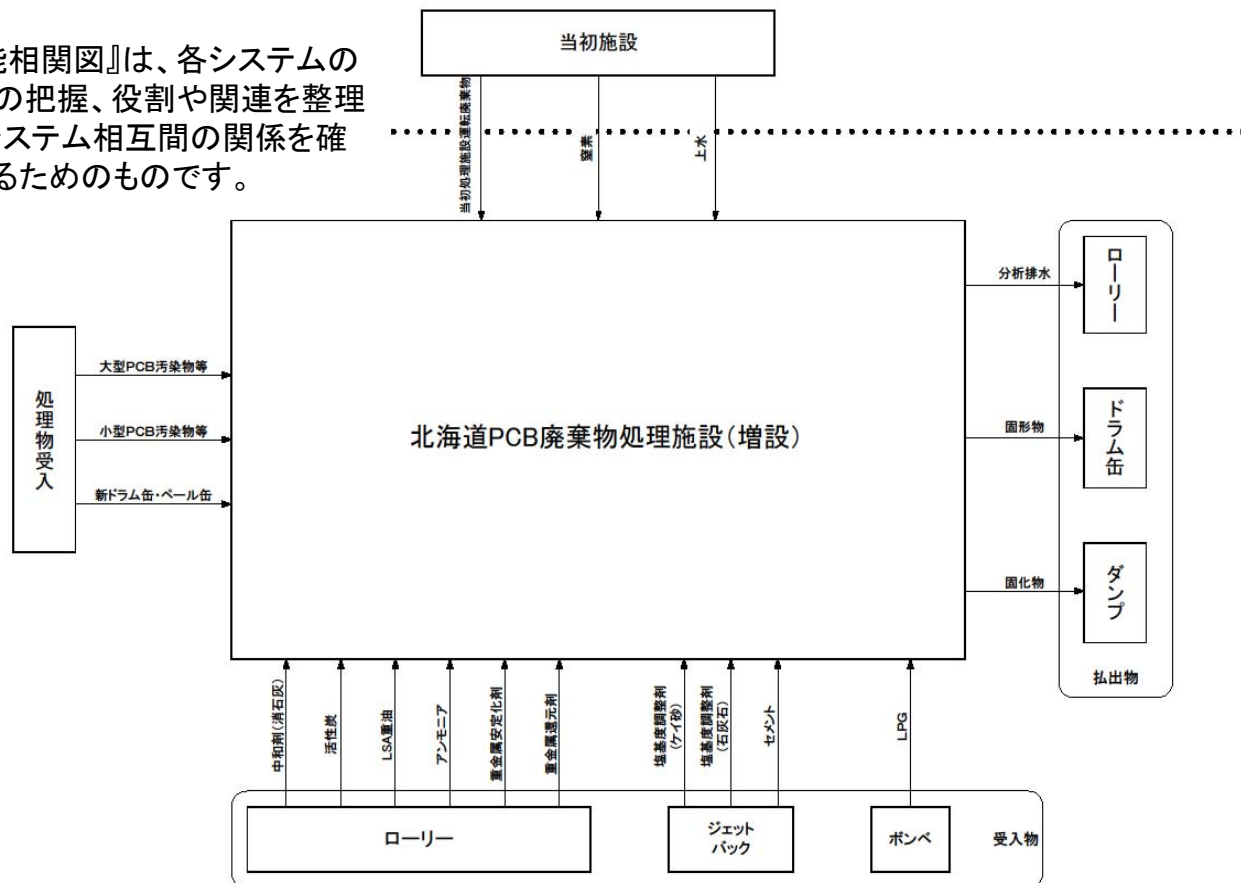 能相関図』は、各システムの
の把握、役割や関連を整理
システム相互間の関係を確
るためのものです。
当初施設
当初処理施設運転廃棄物
窒素
上水
処理物受入
大型PCB汚染物等
小型PCB汚染物等
新ドラム缶・ペール缶
北海道PCB廃棄物処理施設(増設)
分析排水
ローリー
固形物
ドラム缶
固化物
ダンプ
払出物
中和剤(消石灰)
活性炭
LSA重油
アンモニア
重金属安定化剤
重金属還元剤
塩基度調整剤
(ケイ砂)
塩基度調整剤
(石灰石)
セメント
LPG
ローリー
ジェット
バック
ボンベ
受入物